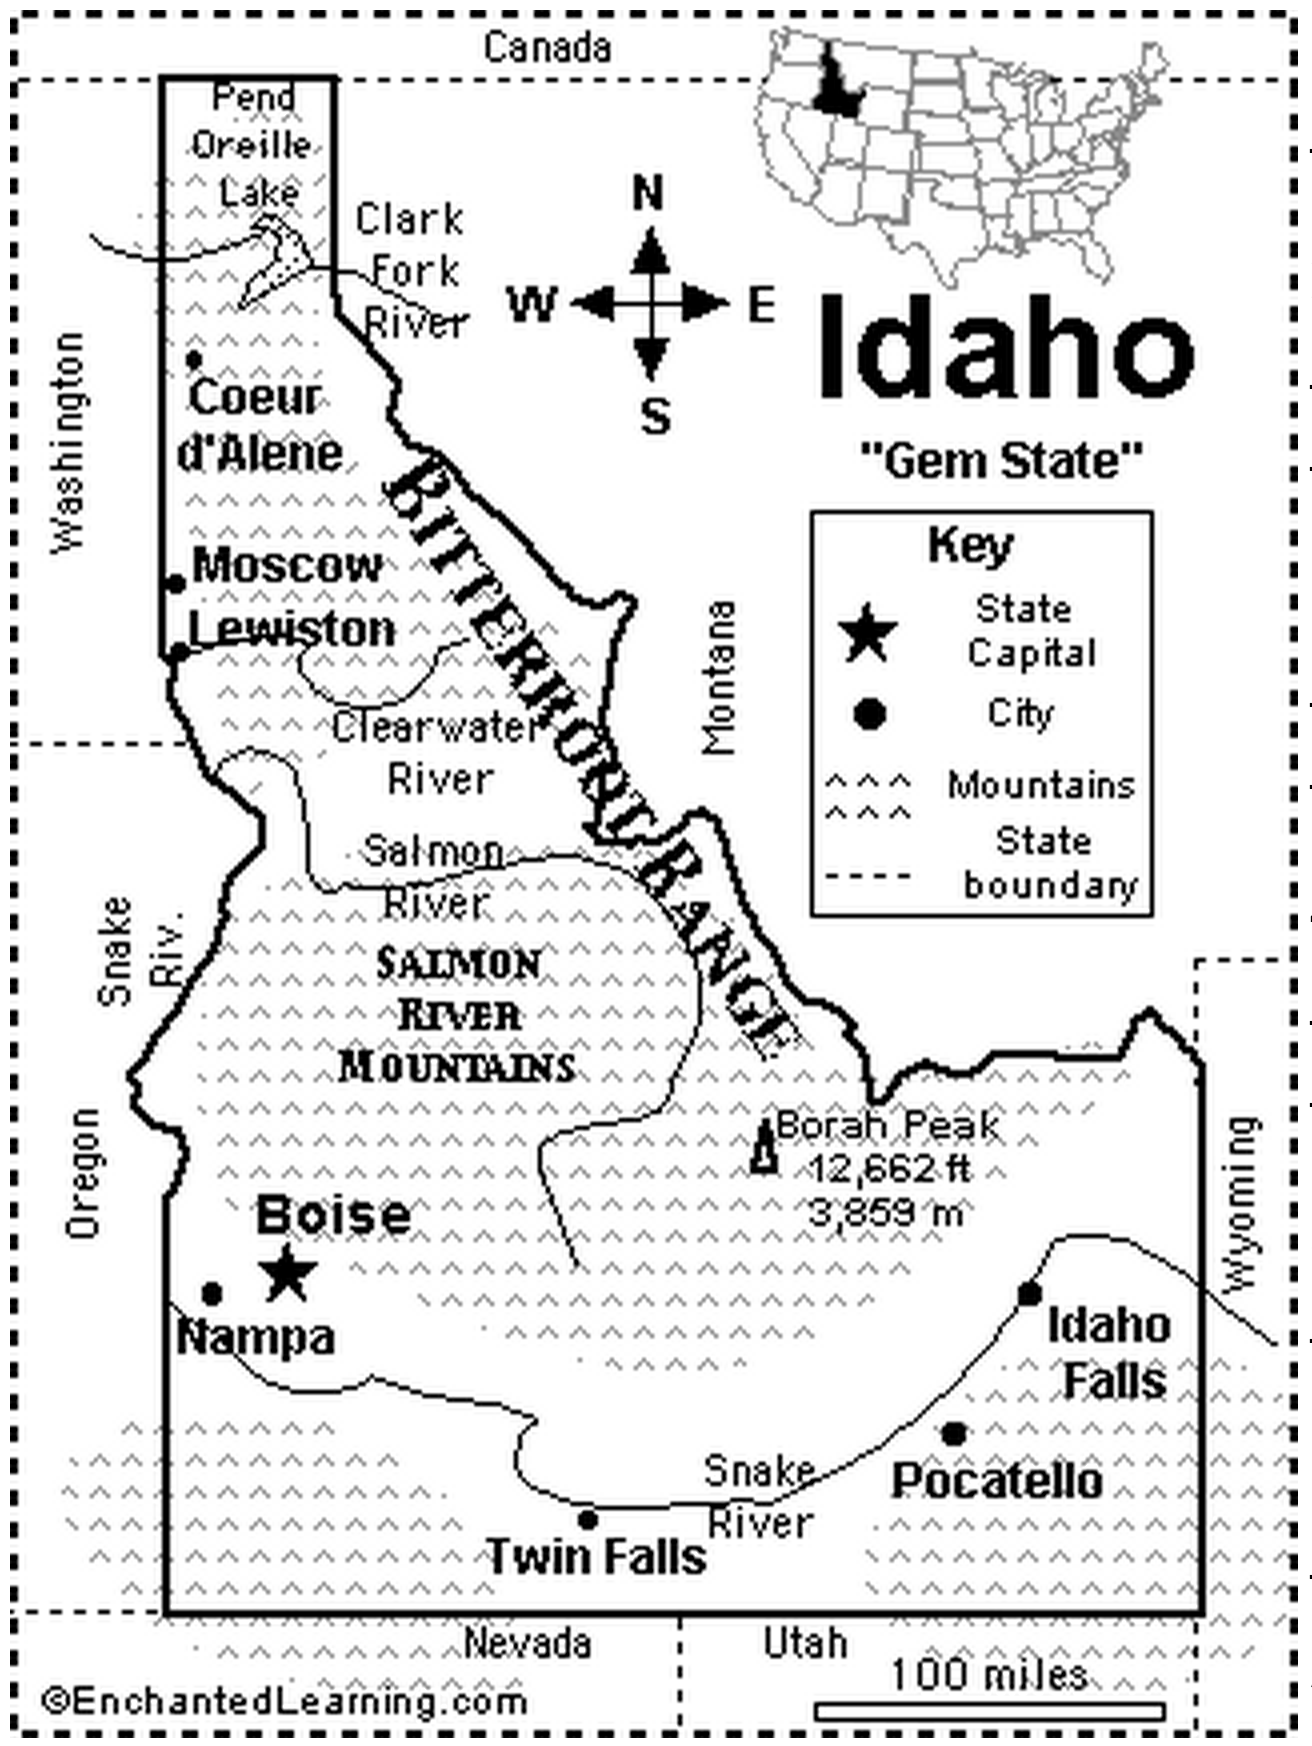 Canada
Pend
Oreille
Lake
Clark
Fork
River
N
W
E
S
Idaho
"Gem State"
Washington
Coeur
d'Alene
Key
State
Capital
City
Mountains
State
boundary
BITTERROOT RANGE
Moscow
Lewiston
Montana
Clearwater
River
Salmon
River
Snake
Riv.
SALMON
RIVER
MOUNTAINS
Oregon
Borah Peak
12,662 ft
3,859 m
Wyoming
Boise
Nampa
Idaho
Falls
Snake
River
Pocatello
Twin Falls
Nevada
Utah
100 miles
©EnchantedLearning.com